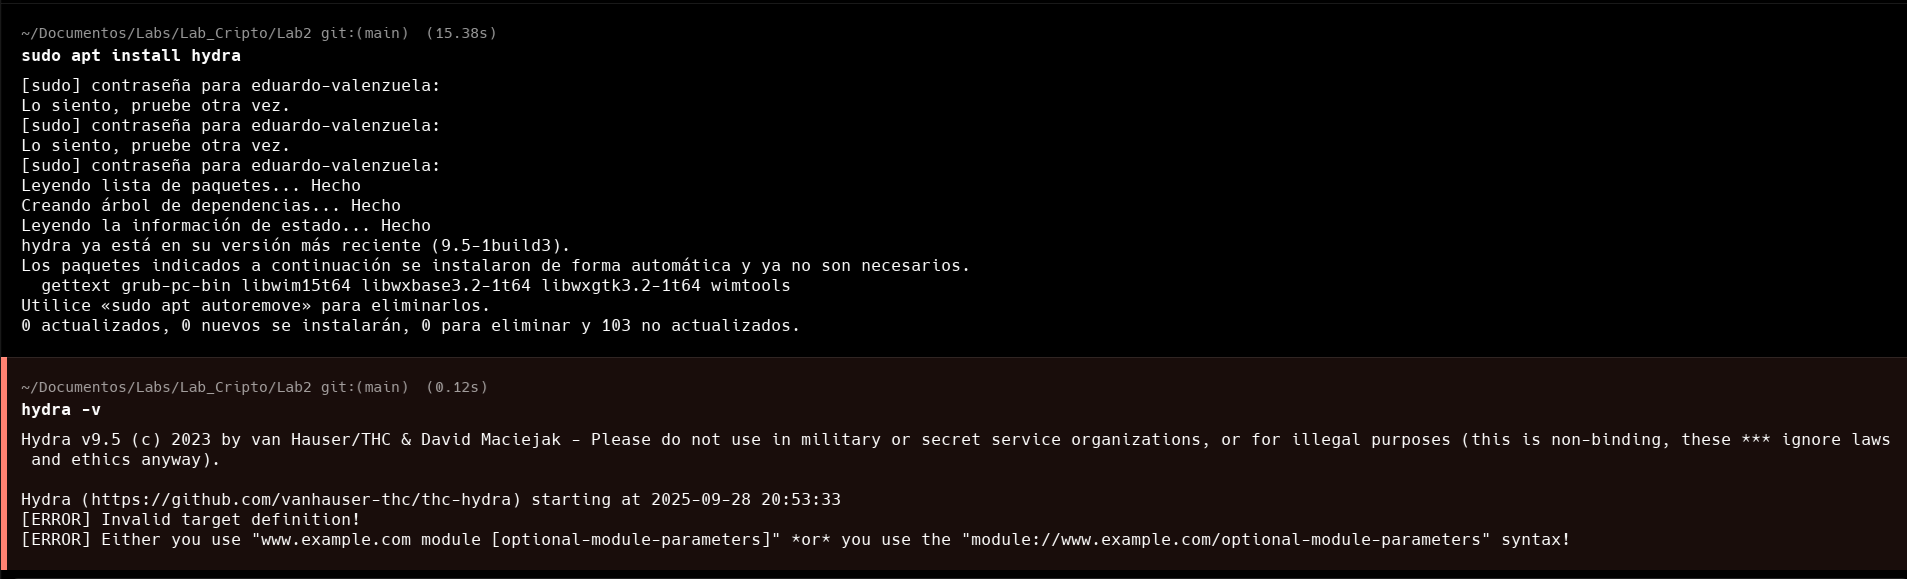 ~/Documentos/Labs/Lab_Cripto/Lab2 git:(main) (15.38s)
sudo apt install hydra
[sudo] contraseña para eduardo-valenzuela:
Lo siento, pruebe otra vez.
[sudo] contraseña para eduardo-valenzuela:
Lo siento, pruebe otra vez.
[sudo] contraseña para eduardo-valenzuela:
Leyendo lista de paquetes... Hecho
Creando árbol de dependencias... Hecho
Leyendo la información de estado... Hecho
hydra ya está en su versión más reciente (9.5-1build3).
Los paquetes indicados a continuación se instalaron de forma automática y ya no son necesarios.
  gettext grub-pc-bin libwim15t64 libwxbase3.2-1t64 libwxgtk3.2-1t64 wimtools
Utilice «sudo apt autoremove» para eliminarlos.
0 actualizados, 0 nuevos se instalarán, 0 para eliminar y 103 no actualizados.
~/Documentos/Labs/Lab_Cripto/Lab2 git:(main) (0.12s)
hydra -v
Hydra v9.5 (c) 2023 by van Hauser/THC & David Maciejak - Please do not use in military or secret service organizations, or for illegal purposes (this is non-binding, these *** ignore laws
 and ethics anyway).
Hydra (https://github.com/vanhauser-thc/thc-hydra) starting at 2025-09-28 20:53:33
[ERROR] Invalid target definition!
[ERROR] Either you use "www.example.com module [optional-module-parameters]" *or* you use the "module://www.example.com/optional-module-parameters" syntax!